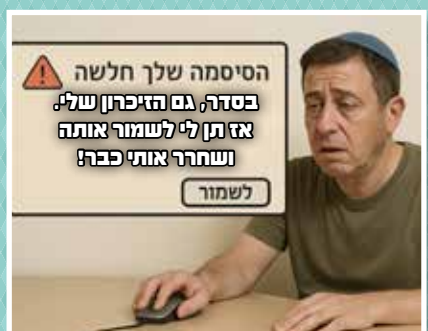 הסיסמה שלך חלשה
בסדר, גם הזיכרון שלי.
אז תן לי לשמור אותה
ושחרר אותי כבר!
לשמור